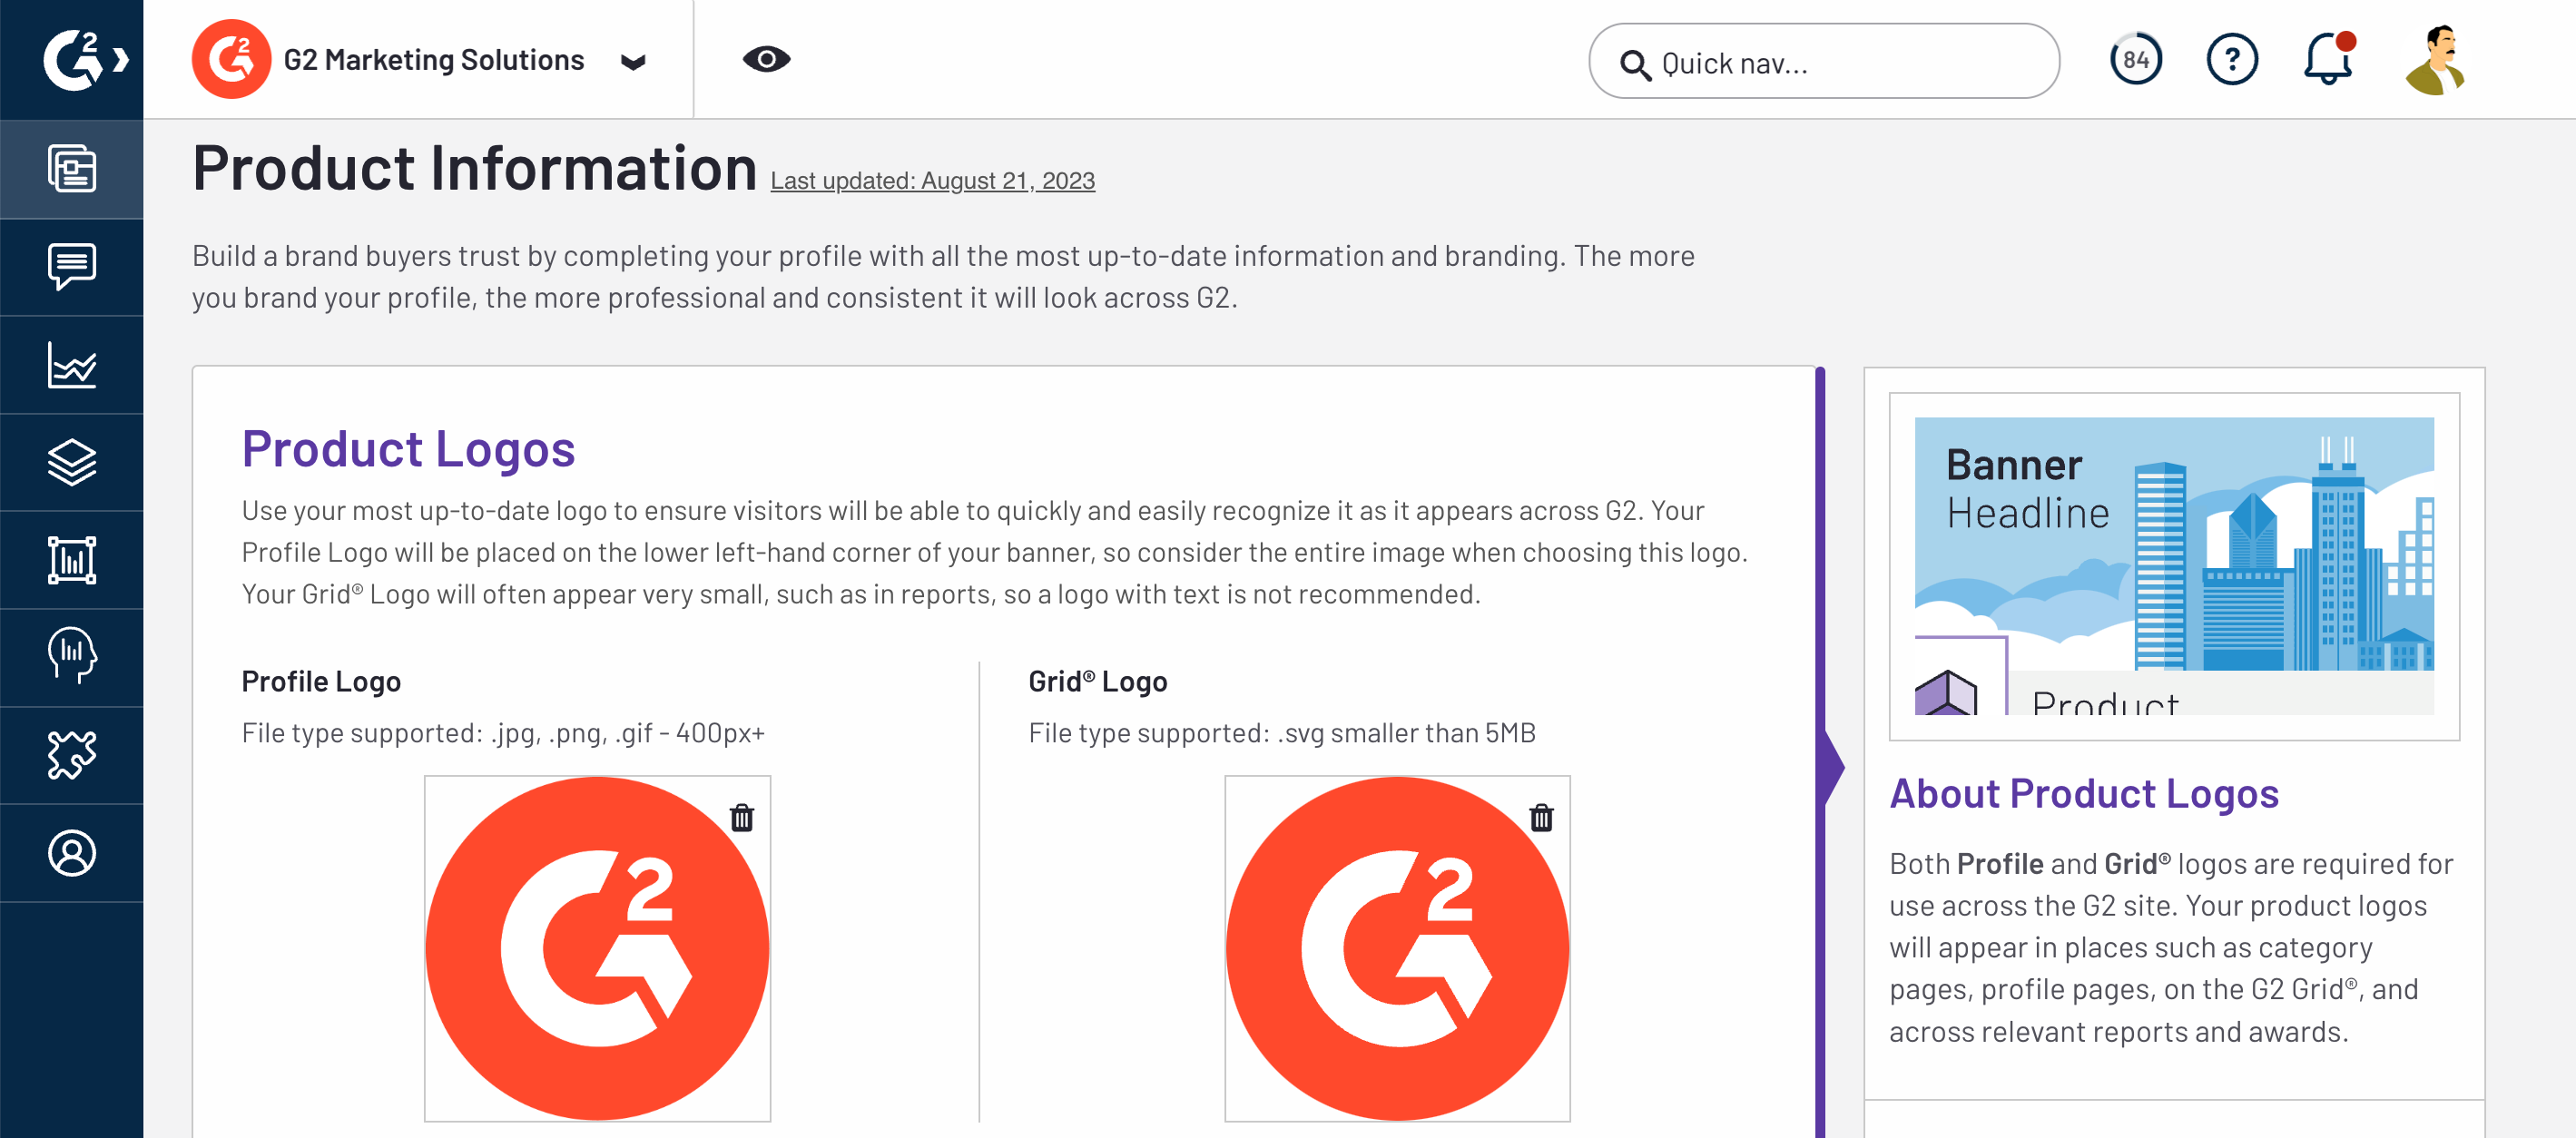 G2 Marketing Solutions
Quick nav...
84
?
Product Information Last updated: August 21, 2023
Build a brand buyers trust by completing your profile with all the most up-to-date information and branding. The more
you brand your profile, the more professional and consistent it will look across G2.
Product Logos
Use your most up-to-date logo to ensure visitors will be able to quickly and easily recognize it as it appears across G2. Your
Profile Logo will be placed on the lower left-hand corner of your banner, so consider the entire image when choosing this logo.
Your Grid® Logo will often appear very small, such as in reports, so a logo with text is not recommended.
Profile Logo
File type supported: .jpg, .png, .gif - 400px+
G2
Grid® Logo
File type supported: .svg smaller than 5MB
G2
Banner
Headline
Product
About Product Logos
Both Profile and Grid® logos are required for
use across the G2 site. Your product logos
will appear in places such as category
pages, profile pages, on the G2 Grid®, and
across relevant reports and awards.